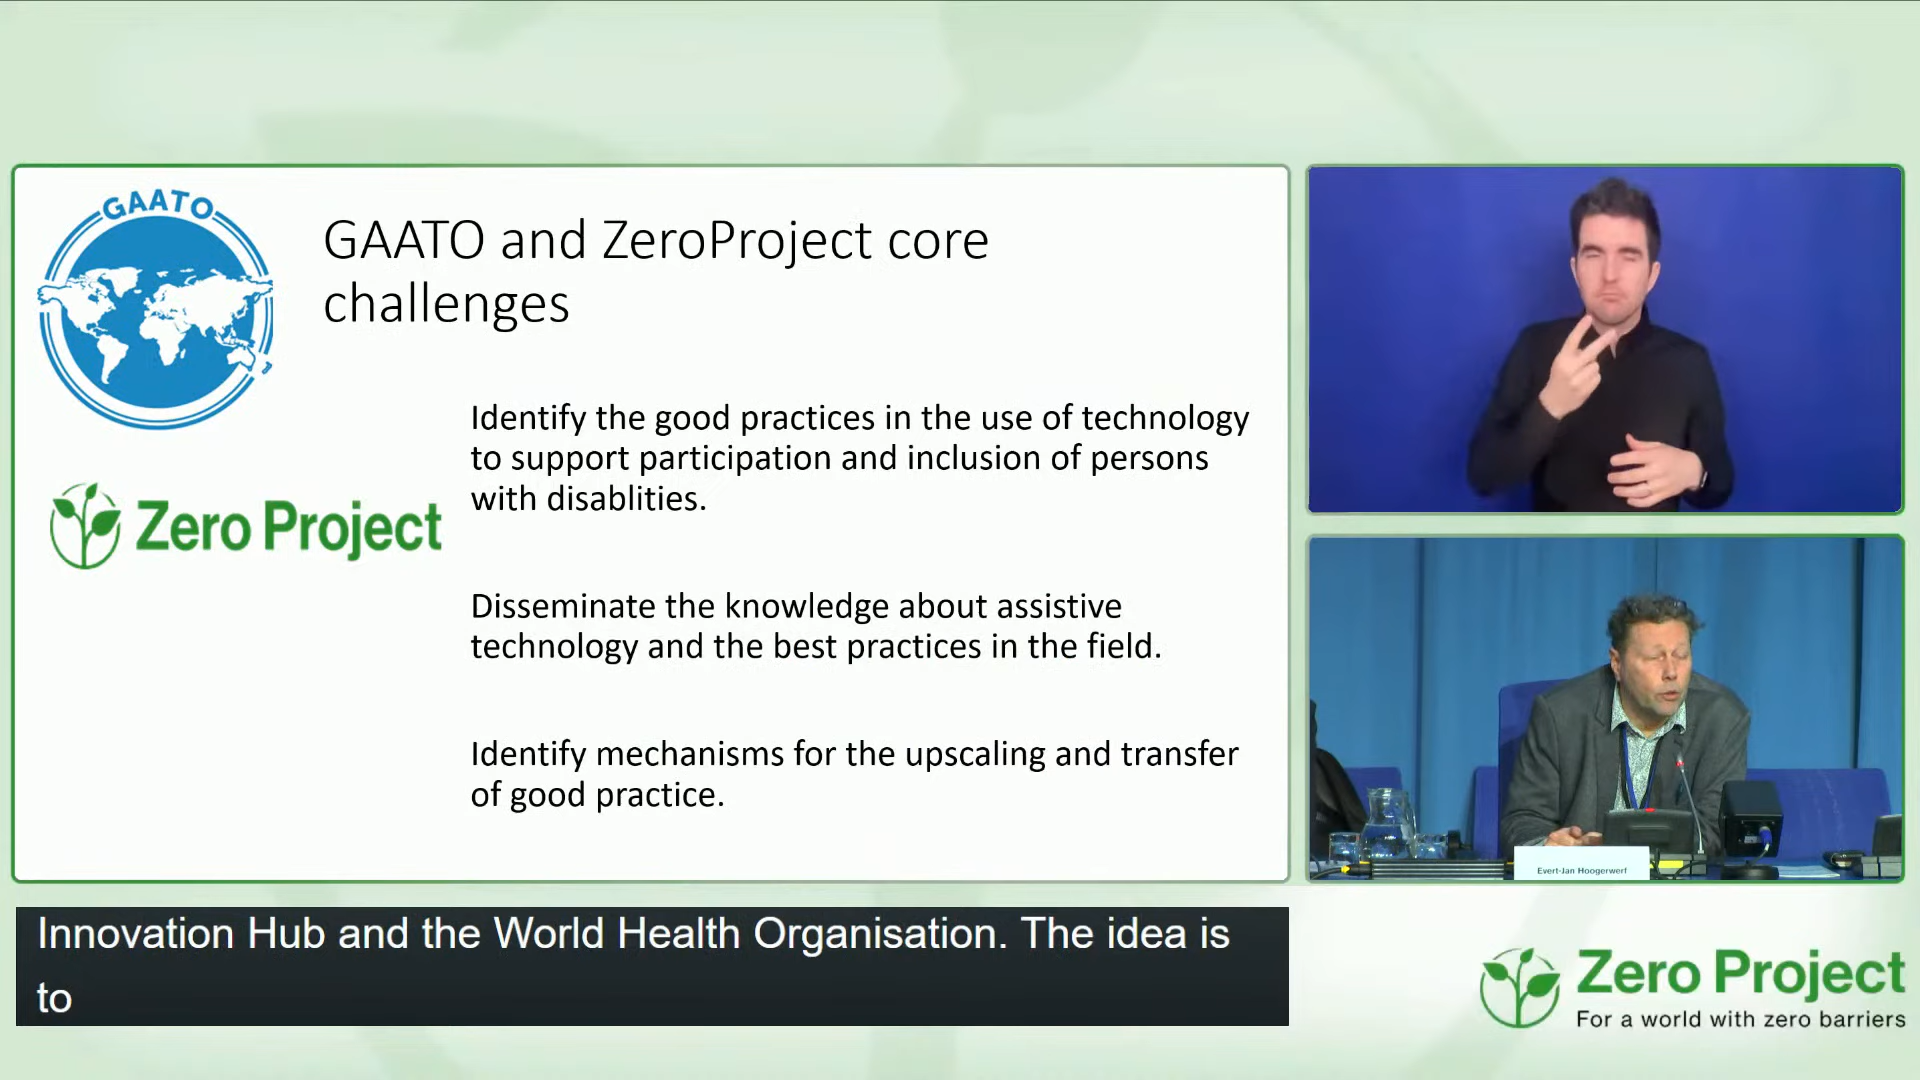 GAATO
GAATO and ZeroProject core
challenges
Zero Project
Identify the good practices in the use of technology
to support participation and inclusion of persons
with disablities.
Disseminate the knowledge about assistive
technology and the best practices in the field.
Identify mechanisms for the upscaling and transfer
of good practice.
Evert-Jan Hoogerwerf
Innovation Hub and the World Health Organisation. The idea is
to
Zero Project
For a world with zero barriers